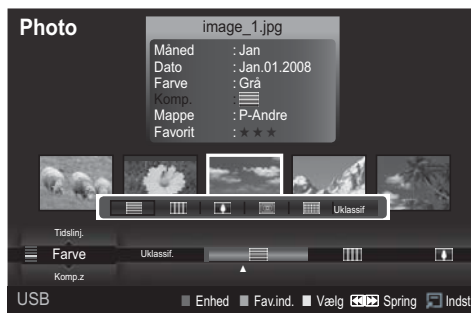 Photo
image_1.jpg
Måned : Jan
Dato : Jan.01.2008
Farve : Grå
Komp. :
Mappe : P-Andre
Favorit : ★★★
Uklassif
Tidslinj.
Farve Uklassif.
Komp.z
USB Enhed Fav.ind. Vælg Spring Indst